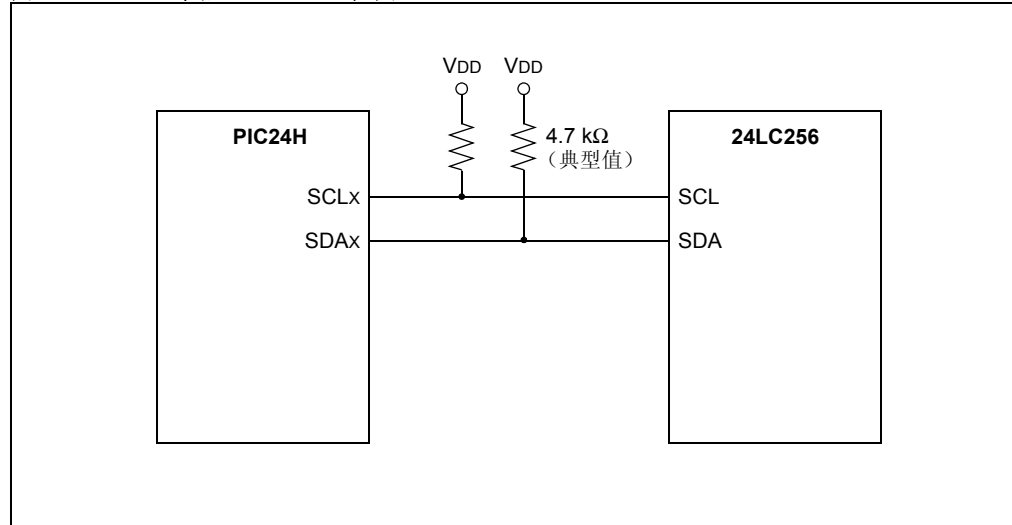 VDD VDD
PIC24H
4.7 kΩ
(典型值)
24LC256
SCLx
SCL
SDAx
SDA